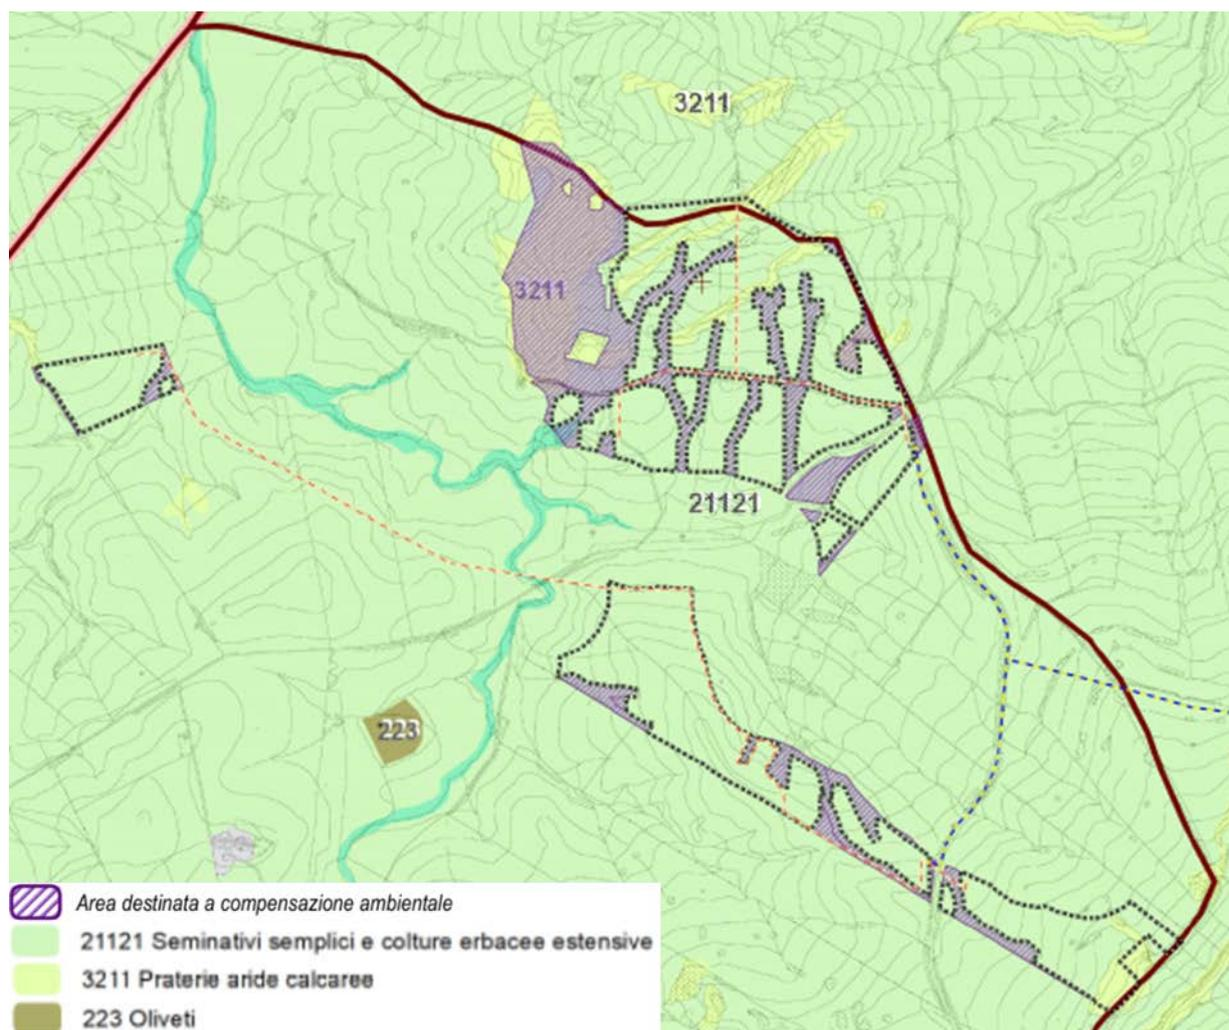 3211
3211
21121
223
Area destinata a compensazione ambientale
21121 Seminativi semplici e colture erbacee estensive
3211 Praterie aride calcaree
223 Oliveti